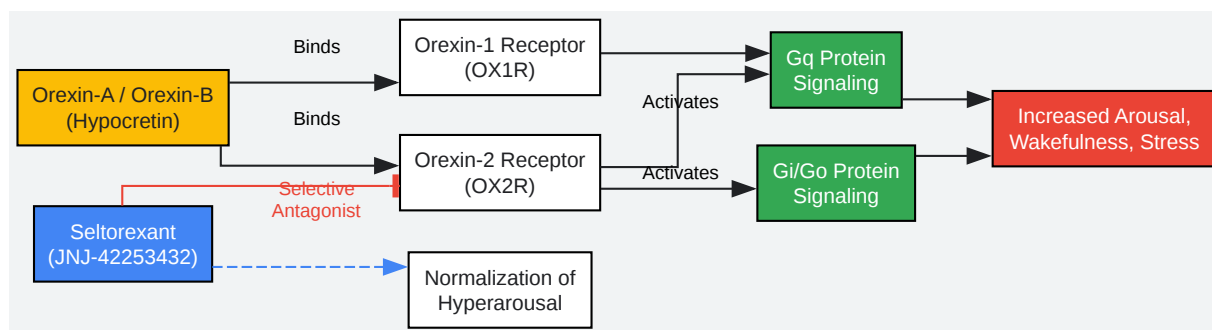 Binds
Orexin-1 Receptor
(OX1R)
Gq Protein
Signaling
Orexin-A / Orexin-B
(Hypocretin)
Activates
Increased Arousal,
Wakefulness, Stress
Binds
Orexin-2 Receptor
(OX2R)
Activates
Gi/Go Protein
Signaling
Selective
Antagonist
Seltorexant
(JNJ-42253432)
Normalization of
Hyperarousal